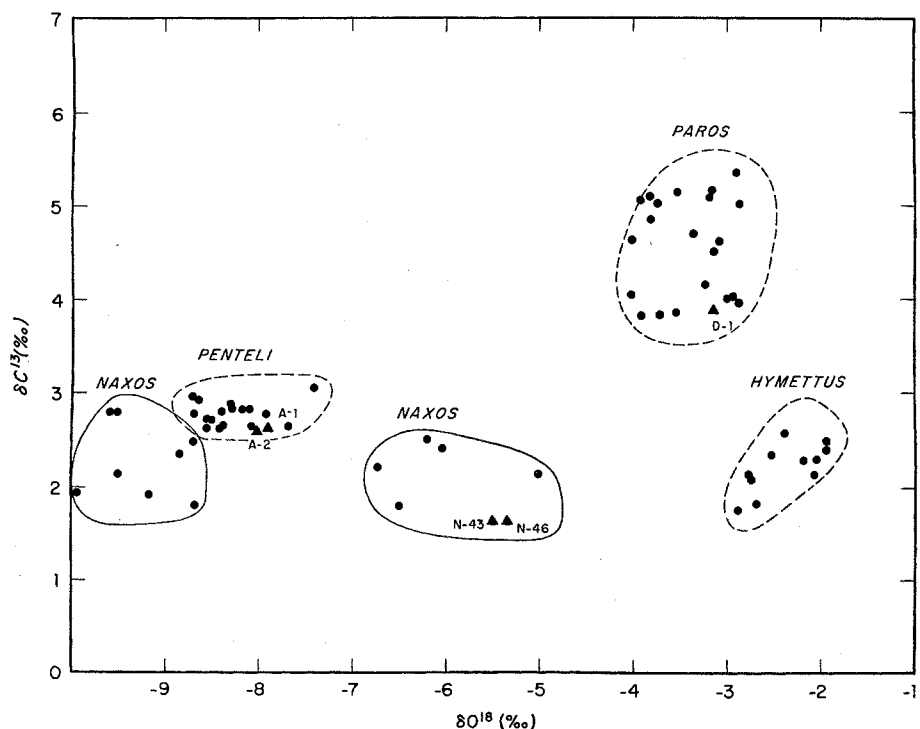 7
6
PAROS
5
4
D-1
δC¹³(‰)
PENTELI
3
NAXOS
A-1
A-2
NAXOS
HYMETTUS
2
N-43
N-46
1
0
-9
-8
-7
-6
-5
-4
-3
-2
-1
δO¹⁸ (‰)